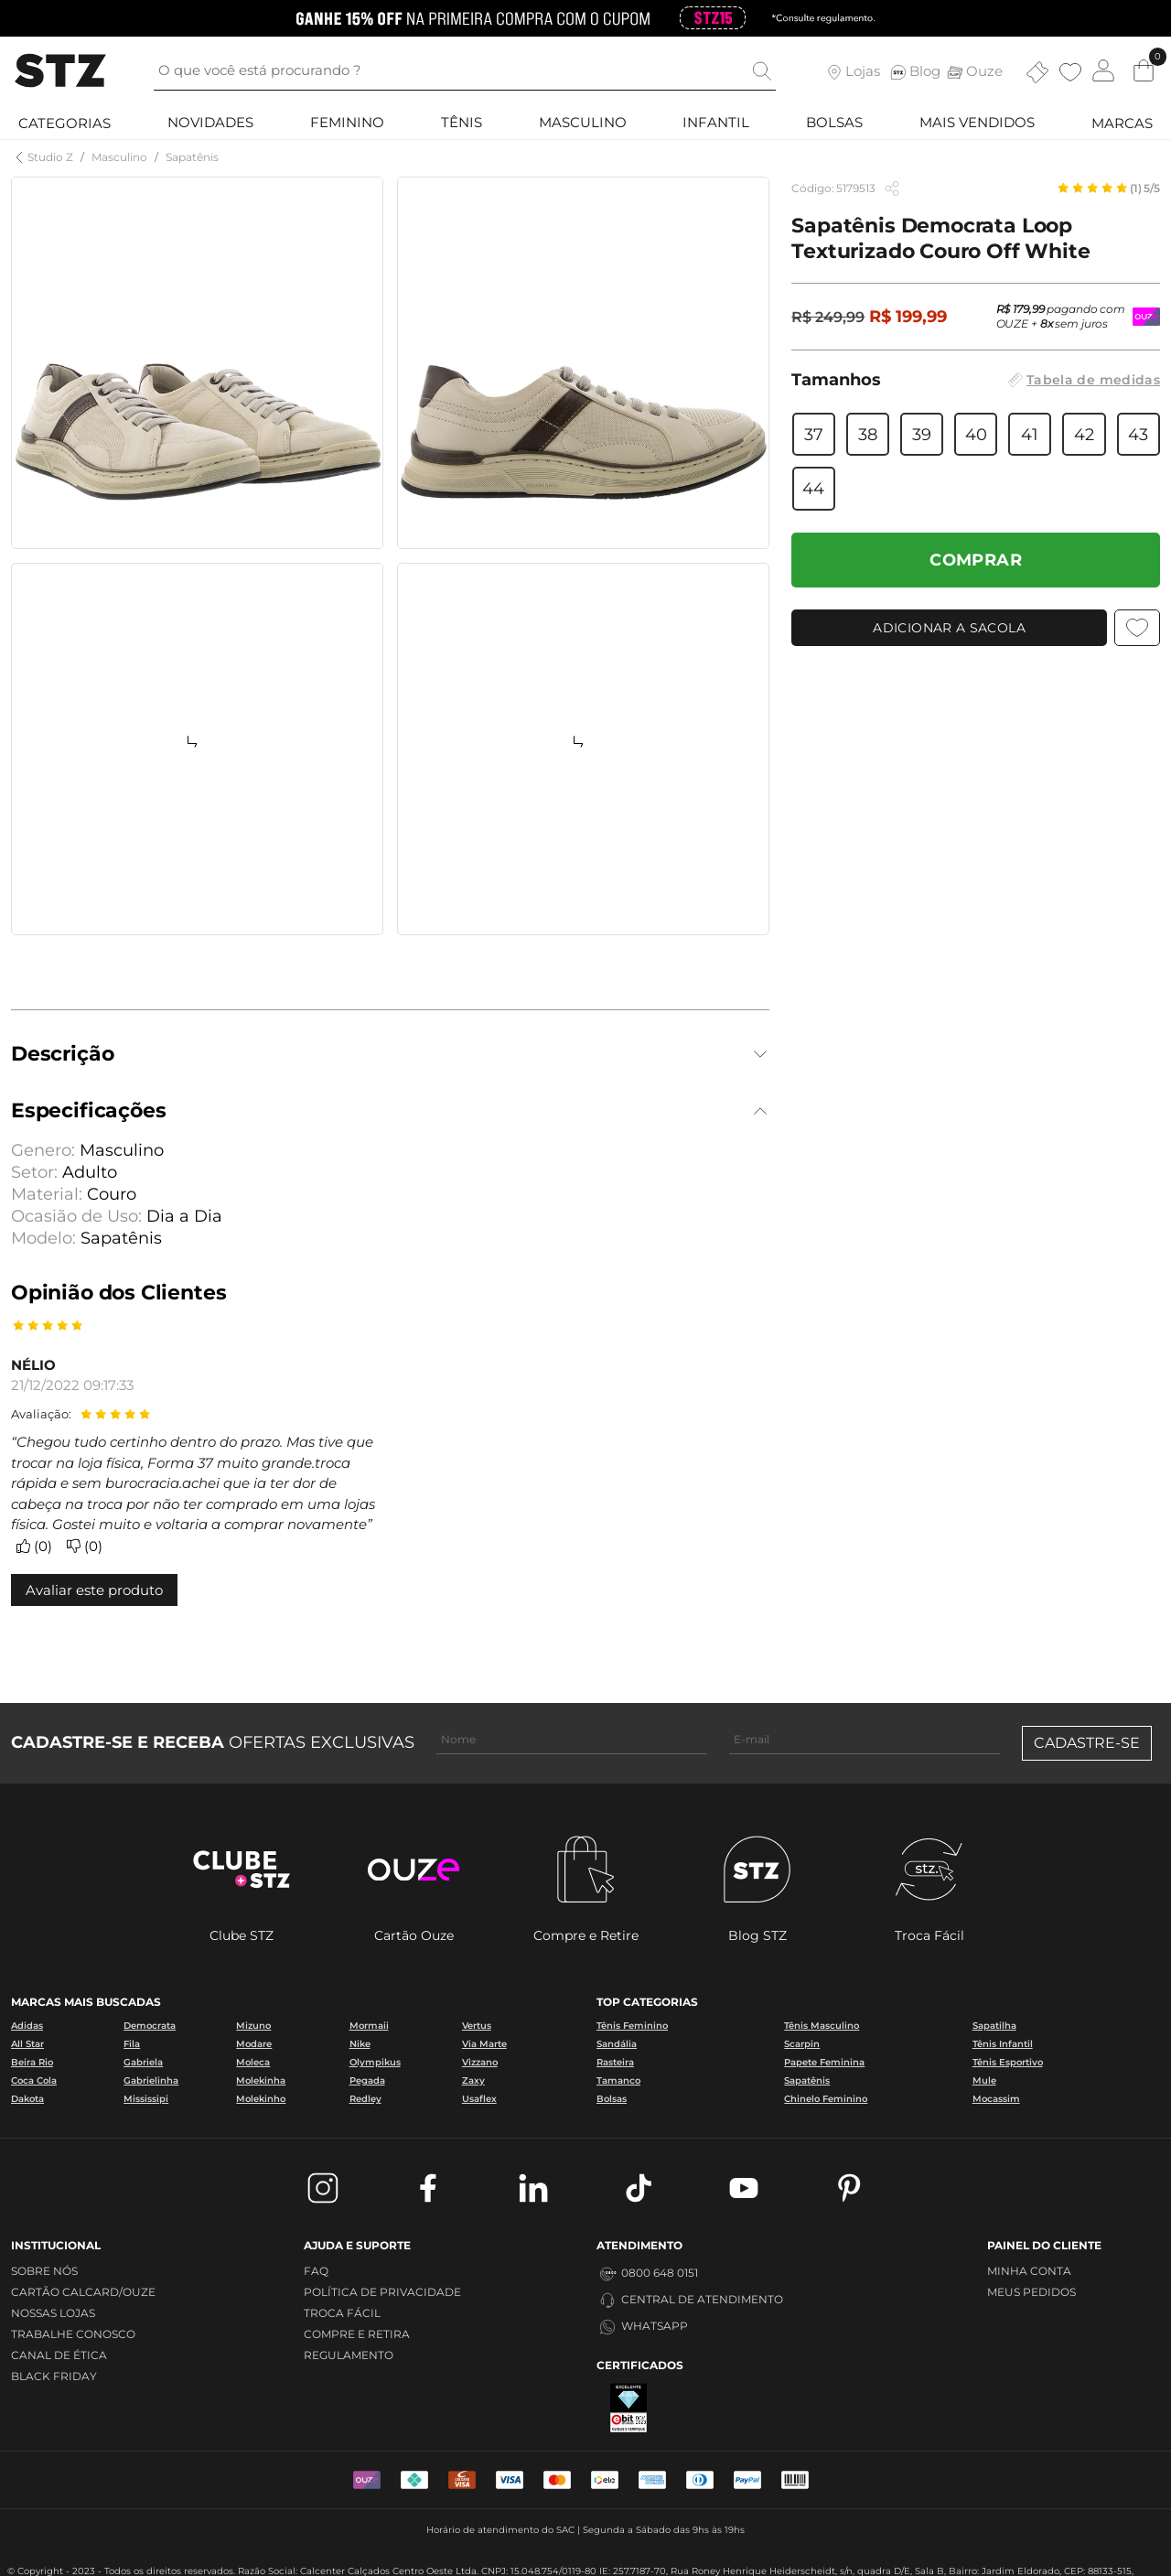 GANHE 15% OFF NA PRIMEIRA COMPRA COM O CUPOM STZ15 *Consulte regulamento.
STZ
O que você está procurando ?
Lojas Blog Ouze
0
CATEGORIAS NOVIDADES FEMININO TÊNIS MASCULINO INFANTIL BOLSAS MAIS VENDIDOS MARCAS
Studio Z / Masculino / Sapatênis
Código: 5179513
(1) 5/5
Sapatênis Democrata Loop
Texturizado Couro Off White
R$ 249,99 R$ 199,99
R$ 179,99 pagando com
OUZE + 8x sem juros
Tamanhos
Tabela de medidas
37 38 39 40 41 42 43
44
COMPRAR
ADICIONAR A SACOLA
Descrição
Especificações
Genero: Masculino
Setor: Adulto
Material: Couro
Ocasião de Uso: Dia a Dia
Modelo: Sapatênis
Opinião dos Clientes
NÉLIO
21/12/2022 09:17:33
Avaliação:
“Chegou tudo certinho dentro do prazo. Mas tive que
trocar na loja física, Forma 37 muito grande.troca
rápida e sem burocracia.achei que ia ter dor de
cabeça na troca por não ter comprado em uma lojas
física. Gostei muito e voltaria a comprar novamente”
(0) (0)
Avaliar este produto
CADASTRE-SE E RECEBA OFERTAS EXCLUSIVAS
Nome
E-mail
CADASTRE-SE
CLUBE
+STZ
ouze
STZ
stz.
Clube STZ
Cartão Ouze
Compre e Retire
Blog STZ
Troca Fácil
MARCAS MAIS BUSCADAS
Adidas Democrata Mizuno Mormaii Vertus
All Star Fila Modare Nike Via Marte
Beira Rio Gabriela Moleca Olympikus Vizzano
Coca Cola Gabrielinha Molekinha Pegada Zaxy
Dakota Mississipi Molekinho Redley Usaflex
TOP CATEGORIAS
Tênis Feminino Tênis Masculino Sapatilha
Sandália Scarpin Tênis Infantil
Rasteira Papete Feminina Tênis Esportivo
Tamanco Sapatênis Mule
Bolsas Chinelo Feminino Mocassim
INSTITUCIONAL
SOBRE NÓS
CARTÃO CALCARD/OUZE
NOSSAS LOJAS
TRABALHE CONOSCO
CANAL DE ÉTICA
BLACK FRIDAY
AJUDA E SUPORTE
FAQ
POLÍTICA DE PRIVACIDADE
TROCA FÁCIL
COMPRE E RETIRA
REGULAMENTO
ATENDIMENTO
0800 648 0151
CENTRAL DE ATENDIMENTO
WHATSAPP
CERTIFICADOS
EXCELENTE
ebit
PAINEL DO CLIENTE
MINHA CONTA
MEUS PEDIDOS
VISA
VISA
elo
PayPal
Horário de atendimento do SAC | Segunda a Sábado das 9hs às 19hs
© Copyright - 2023 - Todos os direitos reservados. Razão Social: Calcenter Calçados Centro Oeste Ltda. CNPJ: 15.048.754/0119-80 IE: 257.7187-70, Rua Roney Henrique Heiderscheidt, s/n, quadra D/E, Sala B, Bairro: Jardim Eldorado, CEP: 88133-515,